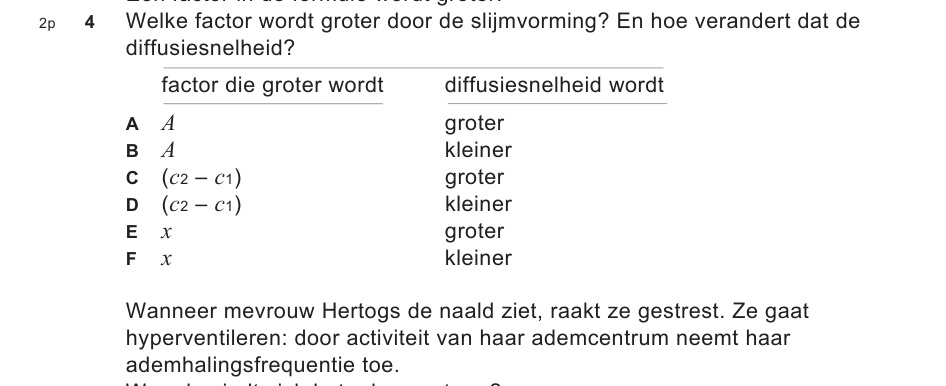 2p 4 Welke factor wordt groter door de slijmvorming? En hoe verandert dat de
diffusiesnelheid?
factor die groter wordt diffusiesnelheid wordt
A A groter
B A kleiner
C (c2 – c1) groter
D (c2 – c1) kleiner
E x groter
F x kleiner
Wanneer mevrouw Hertogs de naald ziet, raakt ze gestrest. Ze gaat
hyperventileren: door activiteit van haar ademcentrum neemt haar
ademhalingsfrequentie toe.